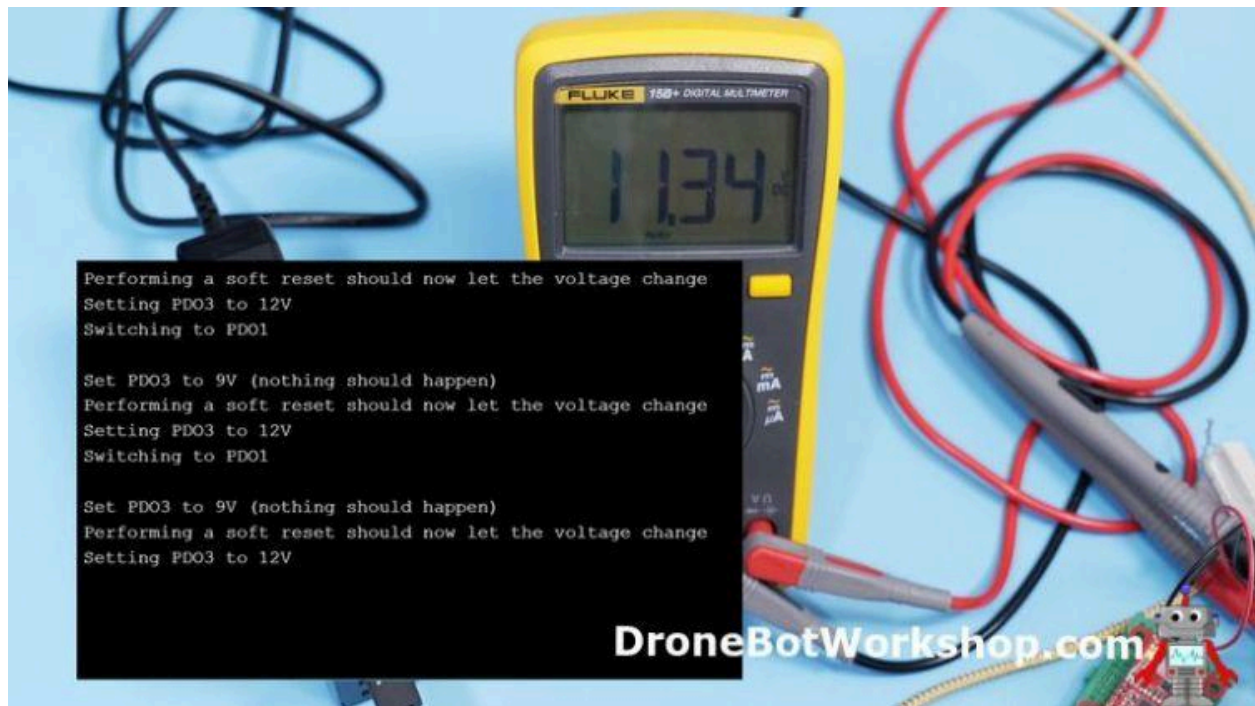 FLUKE 15B+ DIGITAL MULTIMETER
11.34
Performing a soft reset should now let the voltage change
Setting PDO3 to 12V
Switching to PDO1
Set PDO3 to 9V (nothing should happen)
Performing a soft reset should now let the voltage change
Setting PDO3 to 12V
Switching to PDO1
Set PDO3 to 9V (nothing should happen)
Performing a soft reset should now let the voltage change
Setting PDO3 to 12V
A
mA
µA
DroneBotWorkshop.com